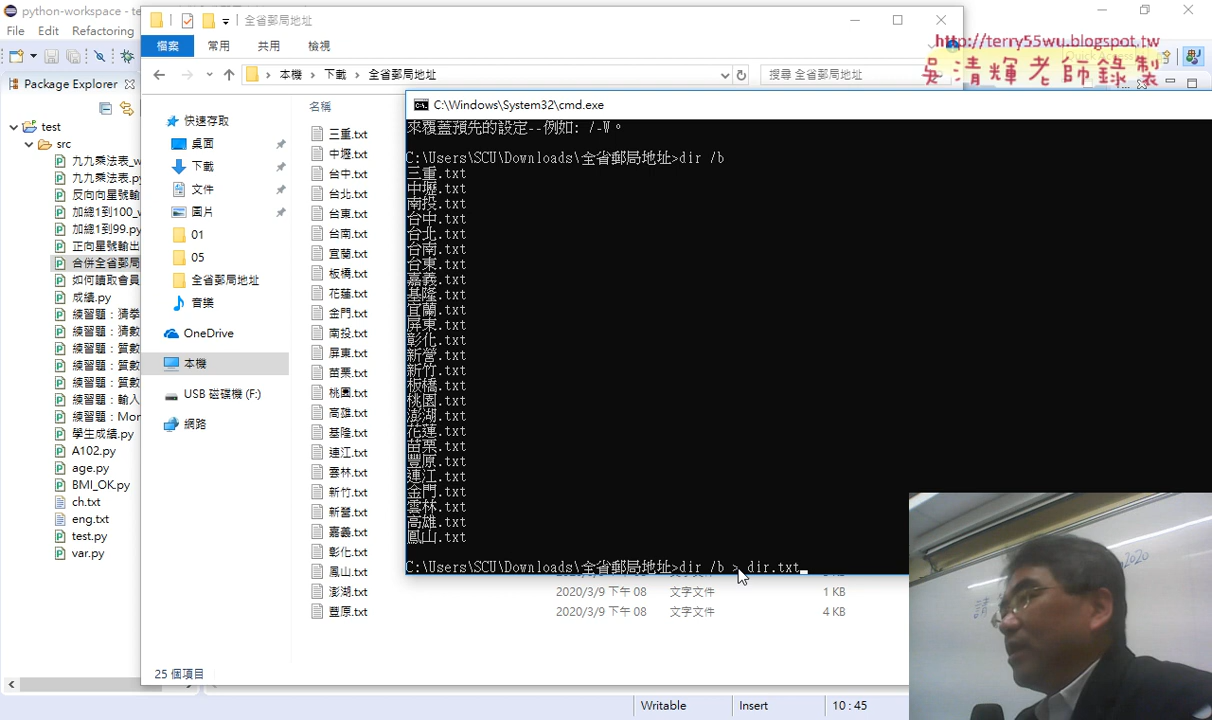 python-workspace - te
File
Edit
Refactoring
Package Explorer
test
src
九九乘法表_w
九九乘法表.py
反向向星號輸
加總1到100_v
加總1到99.py
正向星號輸出
合併全省郵局
如何讀取會員
成績.py
練習題：猜拳
練習題：猜數
練習題：質數
練習題：質數
練習題：質數
練習題：輸入
練習題：Mor
學生成績.py
A102.py
age.py
BMI_OK.py
ch.txt
eng.txt
test.py
var.py
全省郵局地址
檔案
常用
共用
檢視
本機 > 下載 > 全省郵局地址
搜尋 全省郵局地址
http://terry55wu.blogspot.tw
吳清輝老師錄製
快速存取
桌面
下載
文件
圖片
01
05
全省郵局地址
音樂
OneDrive
本機
USB 磁碟機 (F:)
網路
名稱
三重.txt
中壢.txt
台中.txt
台北.txt
台東.txt
台南.txt
宜蘭.txt
板橋.txt
花蓮.txt
金門.txt
南投.txt
屏東.txt
苗栗.txt
桃園.txt
高雄.txt
基隆.txt
連江.txt
雲林.txt
新竹.txt
新營.txt
嘉義.txt
彰化.txt
鳳山.txt
澎湖.txt 2020/3/9 下午 08 文字文件 1 KB
豐原.txt 2020/3/9 下午 08 文字文件 4 KB
25 個項目
C:\Windows\System32\cmd.exe
來覆蓋預先的設定--例如: /-W。
C:\Users\SCU\Downloads\全省郵局地址>dir /b
三重.txt
中壢.txt
南投.txt
台中.txt
台北.txt
台南.txt
台東.txt
嘉義.txt
基隆.txt
宜蘭.txt
屏東.txt
彰化.txt
新營.txt
新竹.txt
板橋.txt
桃園.txt
澎湖.txt
花蓮.txt
苗栗.txt
豐原.txt
連江.txt
金門.txt
雲林.txt
高雄.txt
鳳山.txt
C:\Users\SCU\Downloads\全省郵局地址>dir /b > dir.txt
Writable
Insert
10 : 45
2020